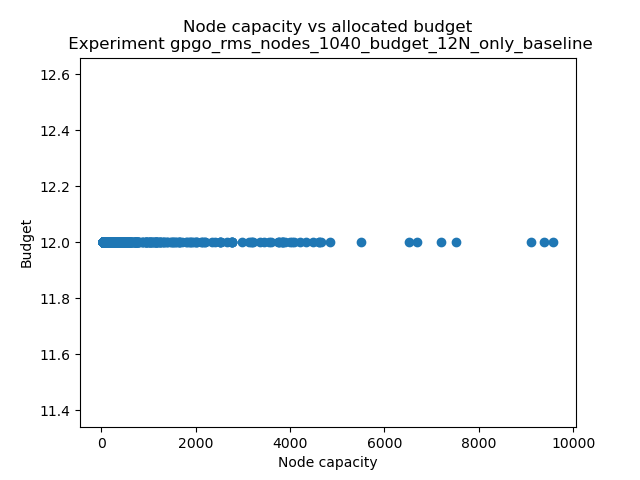 Node capacity vs allocated budget
Experiment gpgo_rms_nodes_1040_budget_12N_only_baseline
12.6
12.4
12.2
12.0
11.8
11.6
11.4
Budget
0 2000 4000 6000 8000 10000
Node capacity